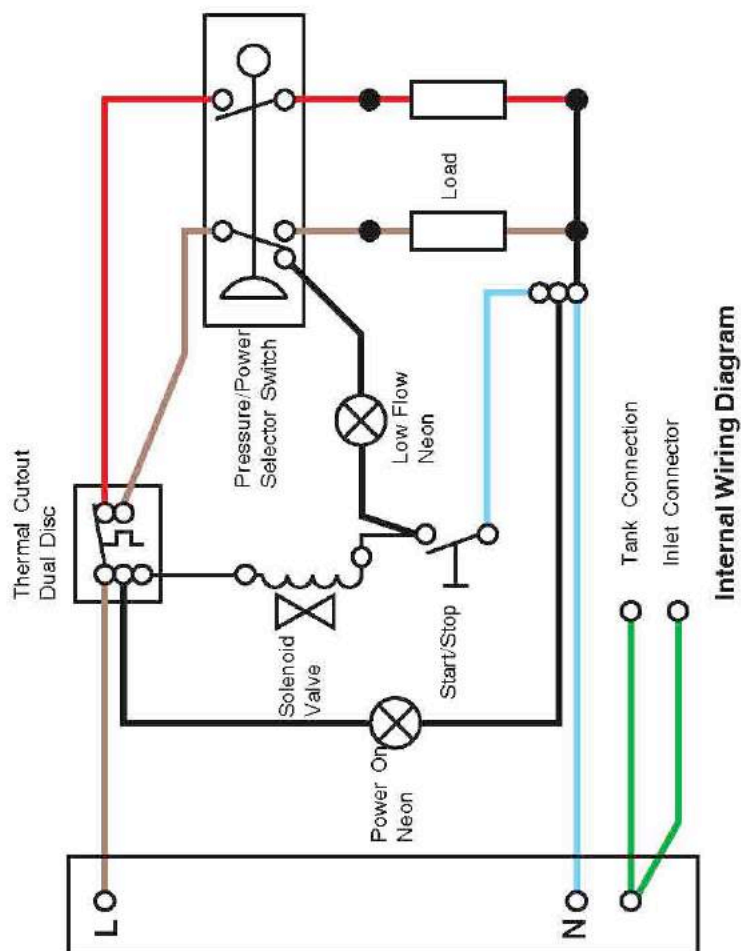 Thermal Cutout
Dual Disc
Pressure/Power
Selector Switch
Load
Low Flow
Neon
Solenoid
Valve
Start/Stop
Power On
Neon
Tank Connection
Inlet Connector
L
N
Internal Wiring Diagram